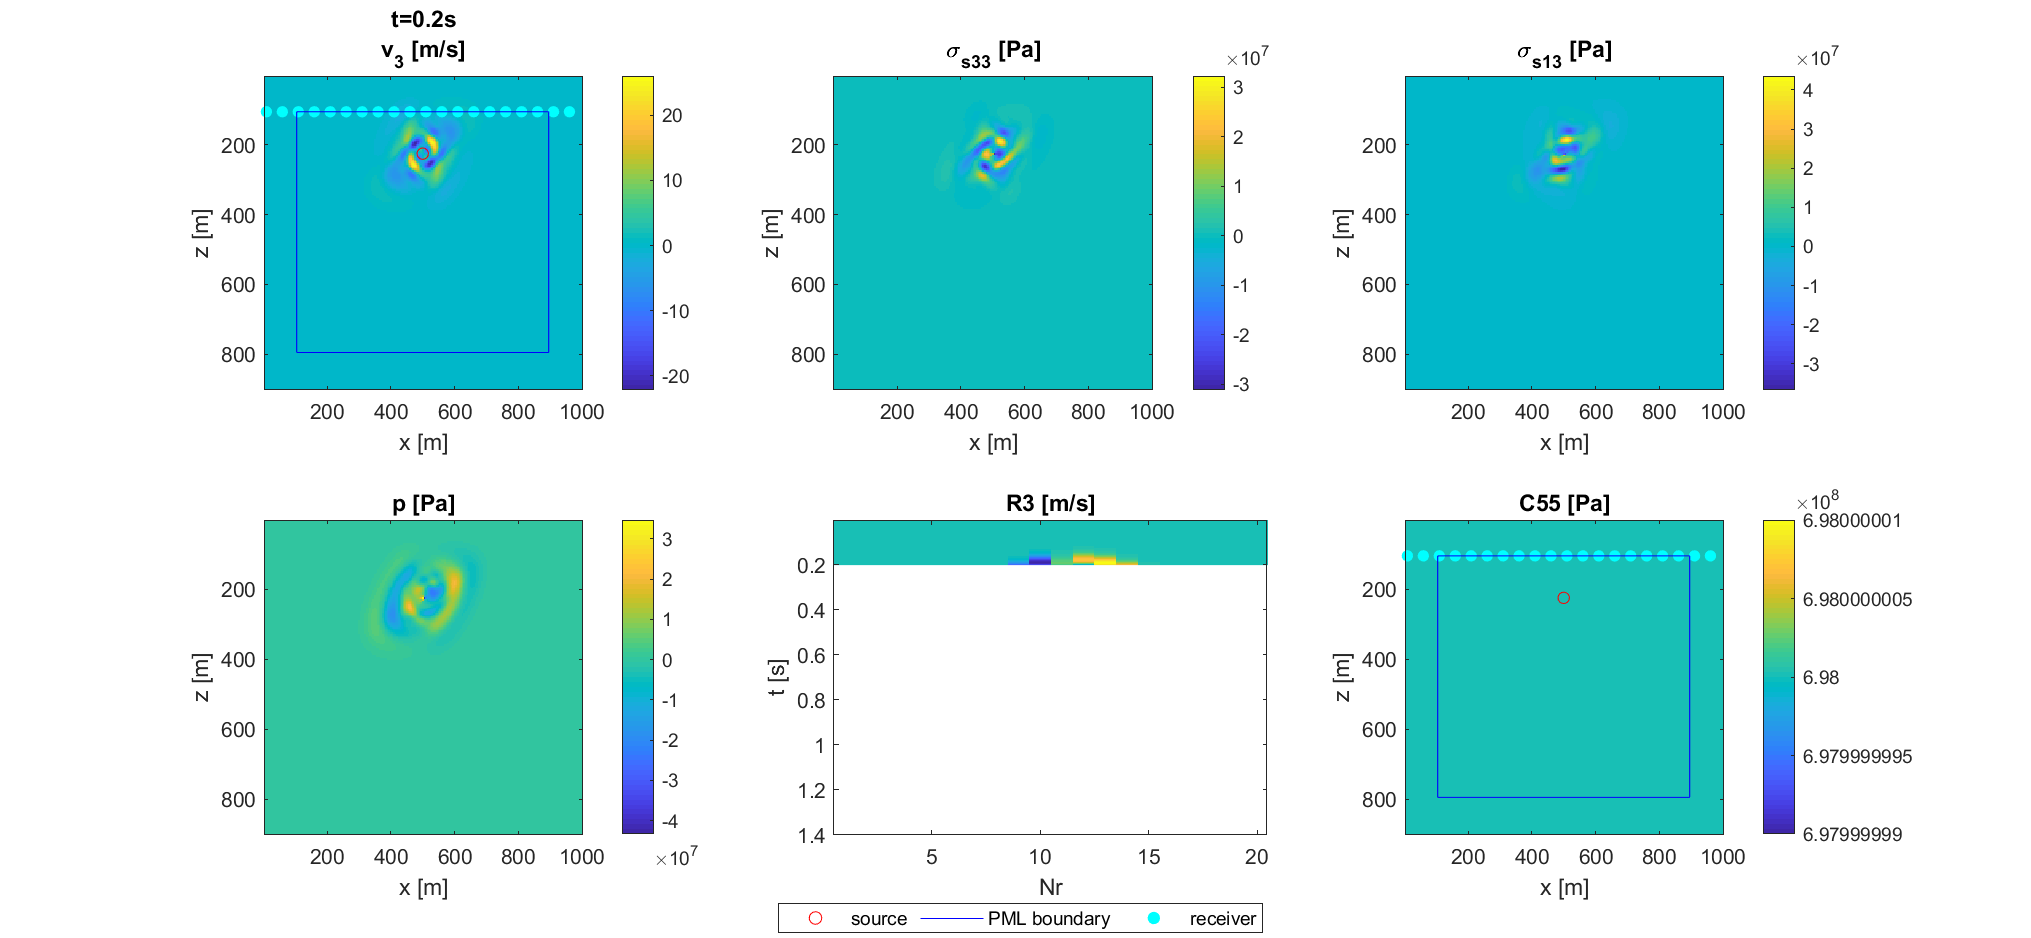 t=0.2s
v3 [m/s]
200
400
600
800
z [m]
200 400 600 800 1000
x [m]
20
10
0
-10
-20
σs33 [Pa]
×10^7
200
400
600
800
z [m]
200 400 600 800 1000
x [m]
3
2
1
0
-1
-2
-3
σs13 [Pa]
×10^7
200
400
600
800
z [m]
200 400 600 800 1000
x [m]
4
3
2
1
0
-1
-2
-3
p [Pa]
200
400
600
800
z [m]
200 400 600 800 1000
x [m]
3
2
1
0
-1
-2
-3
-4
×10^7
R3 [m/s]
0.2
0.4
0.6
0.8
1
1.2
1.4
t [s]
5 10 15 20
Nr
C55 [Pa]
×10^8
200
400
600
800
z [m]
200 400 600 800 1000
x [m]
6.98000001
6.980000005
6.98
6.979999995
6.97999999
source PML boundary receiver